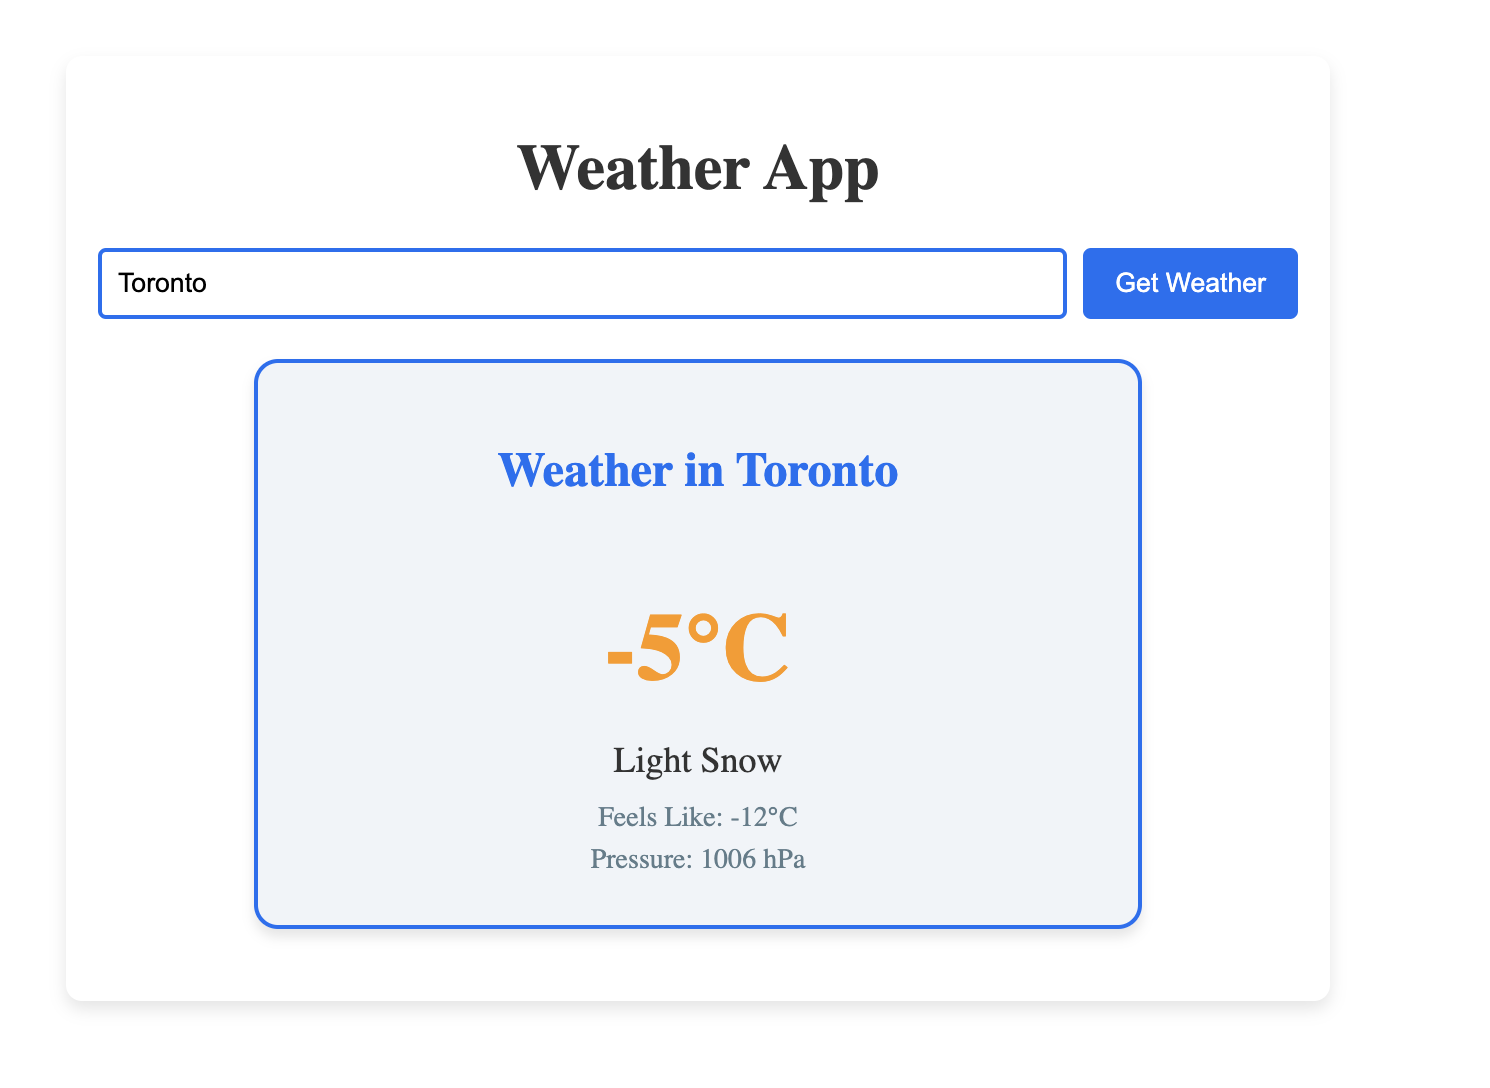 Weather App
Toronto
Get Weather
Weather in Toronto
-5°C
Light Snow
Feels Like: -12°C
Pressure: 1006 hPa